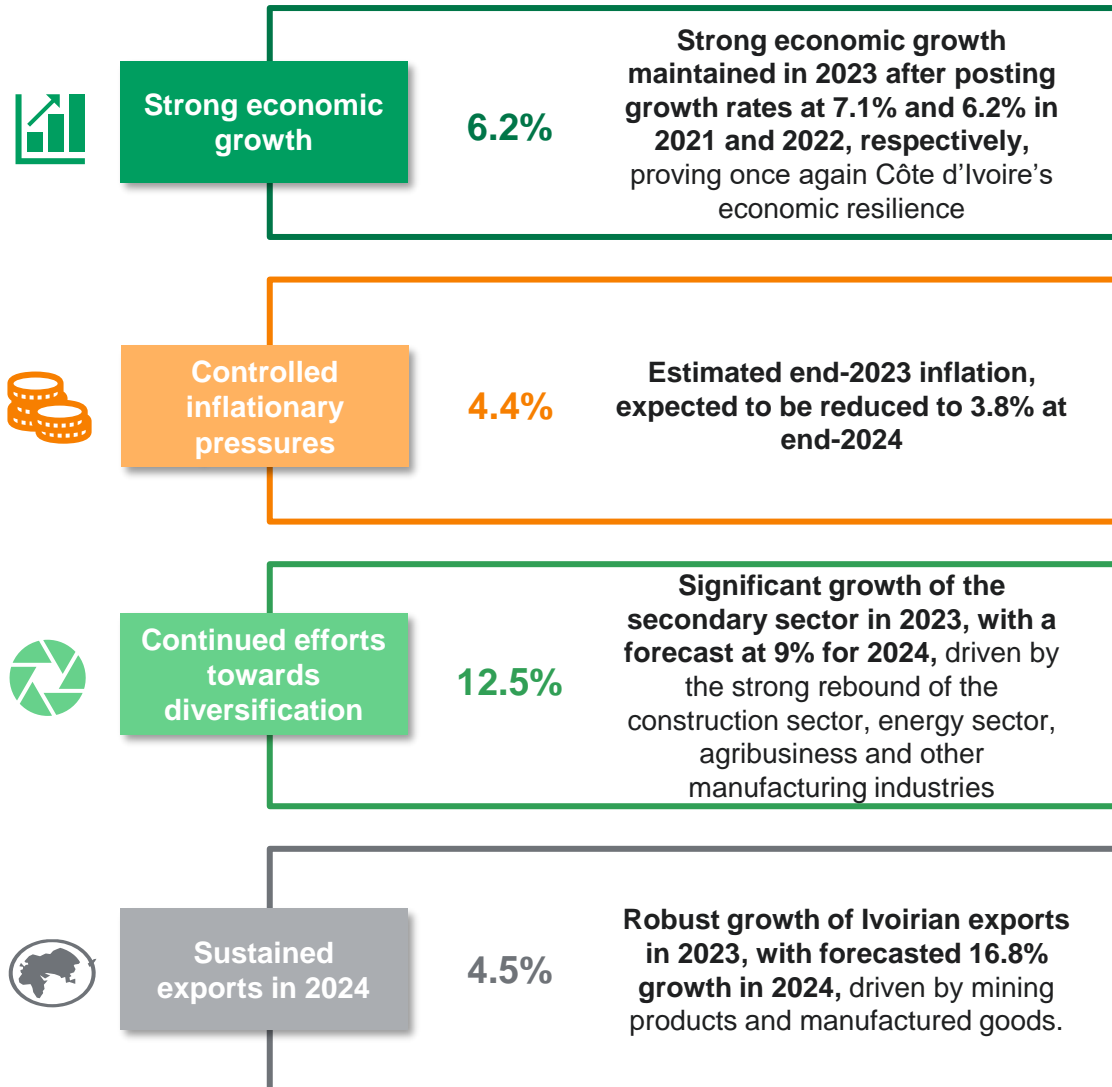 Strong economic
growth
6.2%
Strong economic growth
maintained in 2023 after posting
growth rates at 7.1% and 6.2% in
2021 and 2022, respectively,
proving once again Côte d’Ivoire’s
economic resilience
Controlled
inflationary
pressures
4.4%
Estimated end-2023 inflation,
expected to be reduced to 3.8% at
end-2024
Continued efforts
towards
diversification
12.5%
Significant growth of the
secondary sector in 2023, with a
forecast at 9% for 2024, driven by
the strong rebound of the
construction sector, energy sector,
agribusiness and other
manufacturing industries
Sustained
exports in 2024
4.5%
Robust growth of Ivoirian exports
in 2023, with forecasted 16.8%
growth in 2024, driven by mining
products and manufactured goods.